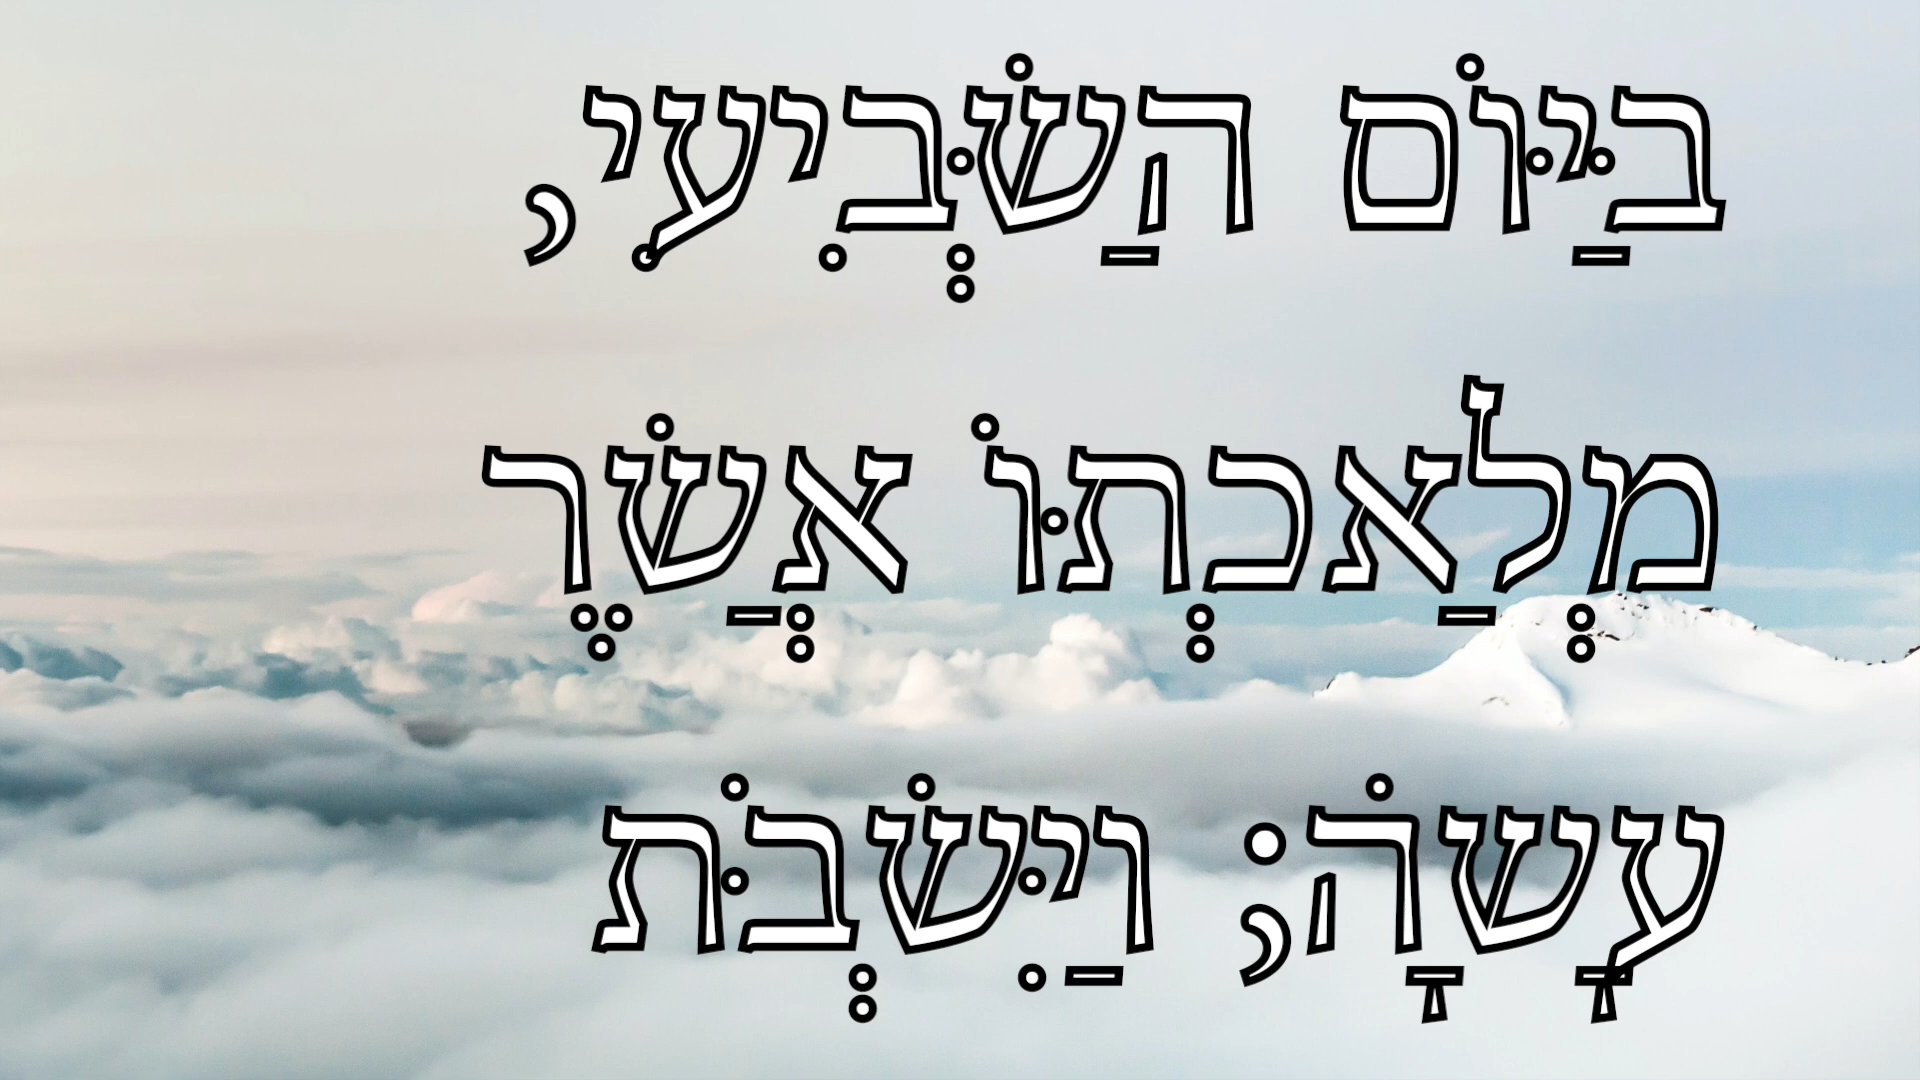 בַּיּוֹם הַשְּׁבִיעִי,
מְלַאכְתּוֹ אֲשֶׁר
עָשָׂה; וַיִּשְׁבֹּת